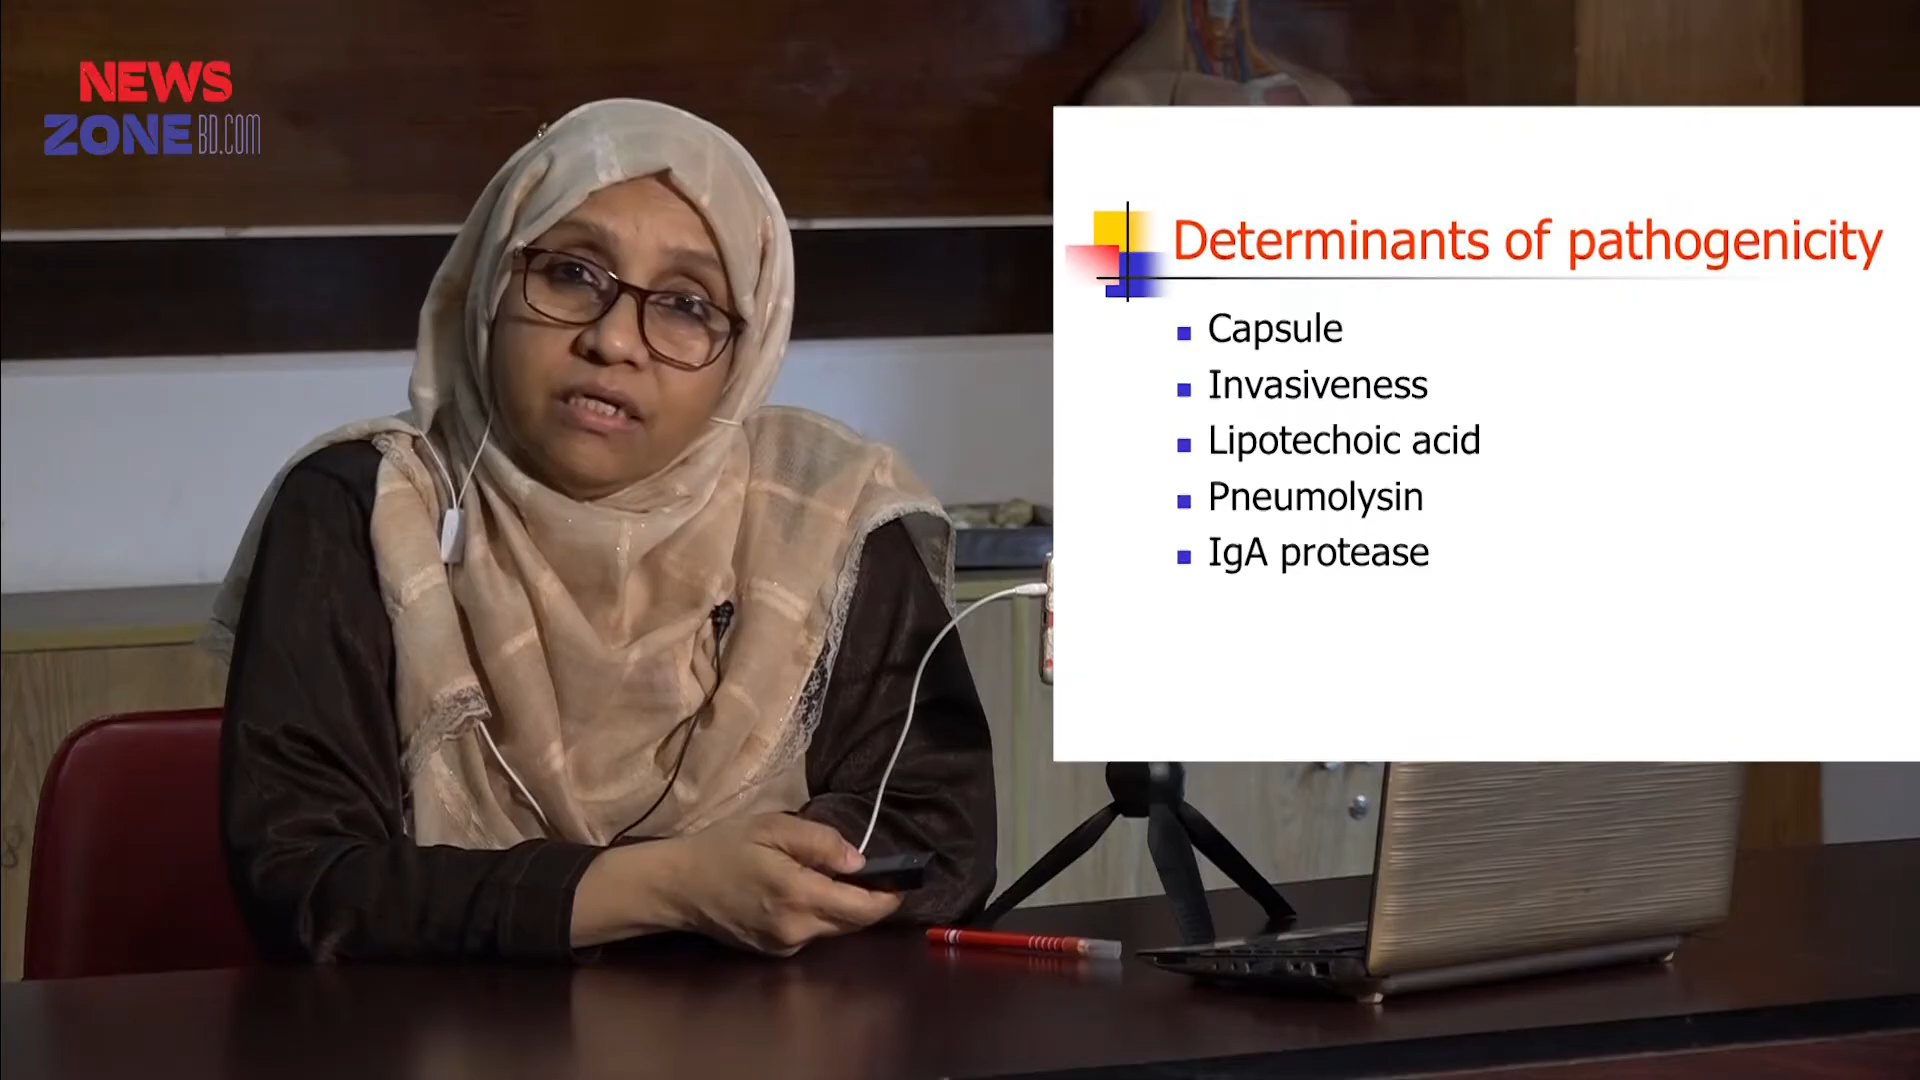 NEWS
ZONE BD.COM
Determinants of pathogenicity
Capsule
Invasiveness
Lipotechoic acid
Pneumolysin
IgA protease